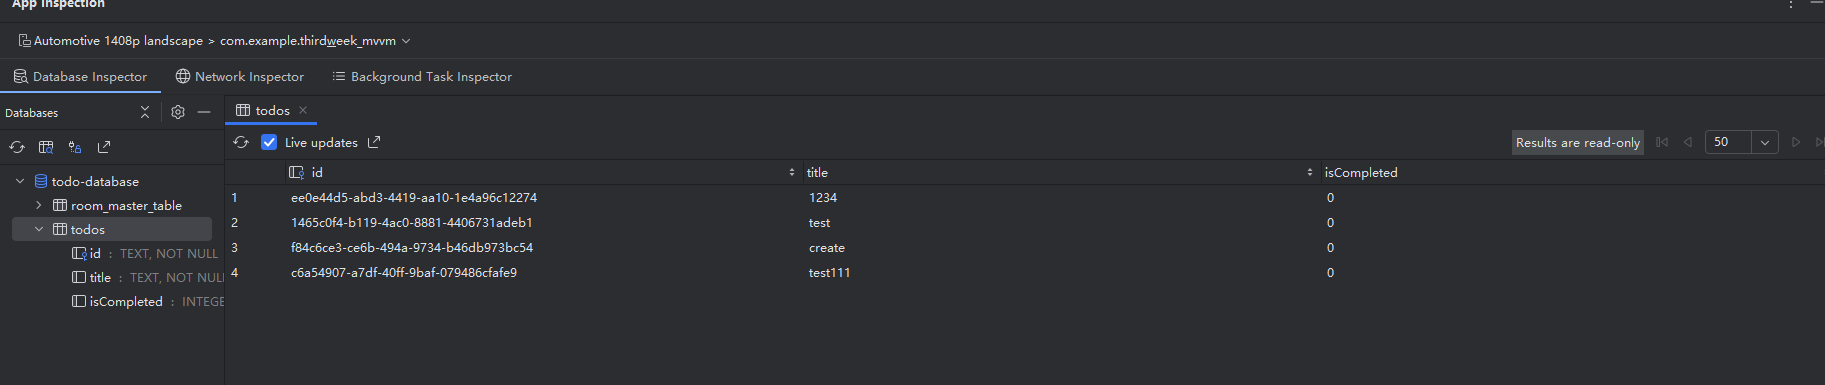 App Inspection
Automotive 1408p landscape > com.example.thirdweek_mvvm
Database Inspector Network Inspector Background Task Inspector
Databases
todos
Live updates
Results are read-only
50
todo-database
room_master_table
todos
id : TEXT, NOT NULL
title : TEXT, NOT NUL
isCompleted : INTEGE
id title isCompleted
1 ee0e44d5-abd3-4419-aa10-1e4a96c12274 1234 0
2 1465c0f4-b119-4ac0-8881-4406731adeb1 test 0
3 f84c6ce3-ce6b-494a-9734-b46db973bc54 create 0
4 c6a54907-a7df-40ff-9baf-079486cfafe9 test111 0